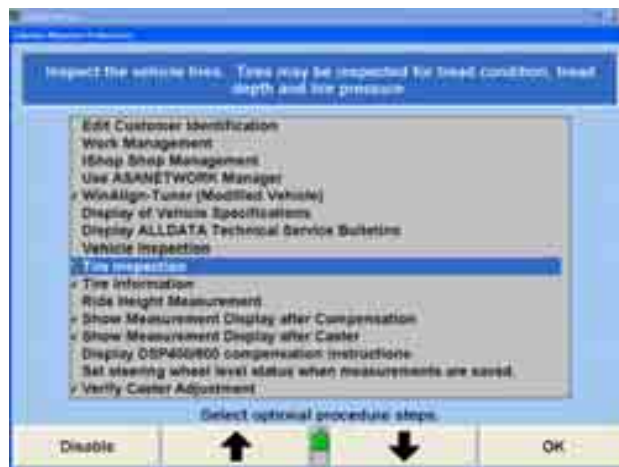 Inspect the vehicle tires. Tires may be inspected for tread condition, tread
depth and tire pressure
Edit Customer Identification
Work Management
iShop Shop Management
Use ASANETWORK Manager
WinAlign-Tuner (Modified Vehicle)
Display of Vehicle Specifications
Display ALLDATA Technical Service Bulletins
Vehicle Inspection
Tire Inspection
Tire Information
Ride Height Measurement
Show Measurement Display after Compensation
Show Measurement Display after Caster
Display DSP400/600 compensation instructions
Set steering wheel level status when measurements are saved.
Verify Caster Adjustment
Select optional procedure steps.
Disable
OK